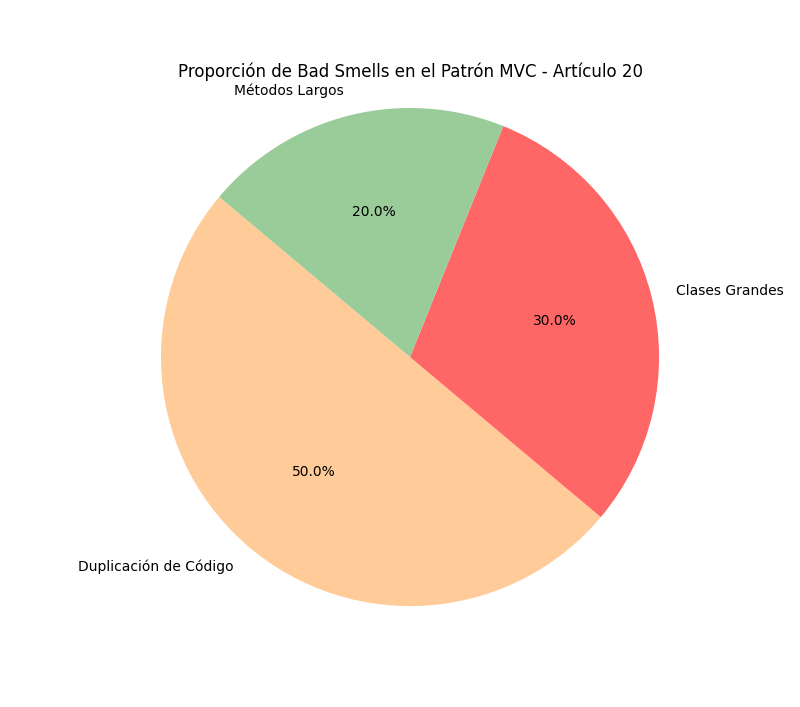 Proporción de Bad Smells en el Patrón MVC - Artículo 20
Métodos Largos
20.0%
Clases Grandes
30.0%
50.0%
Duplicación de Código